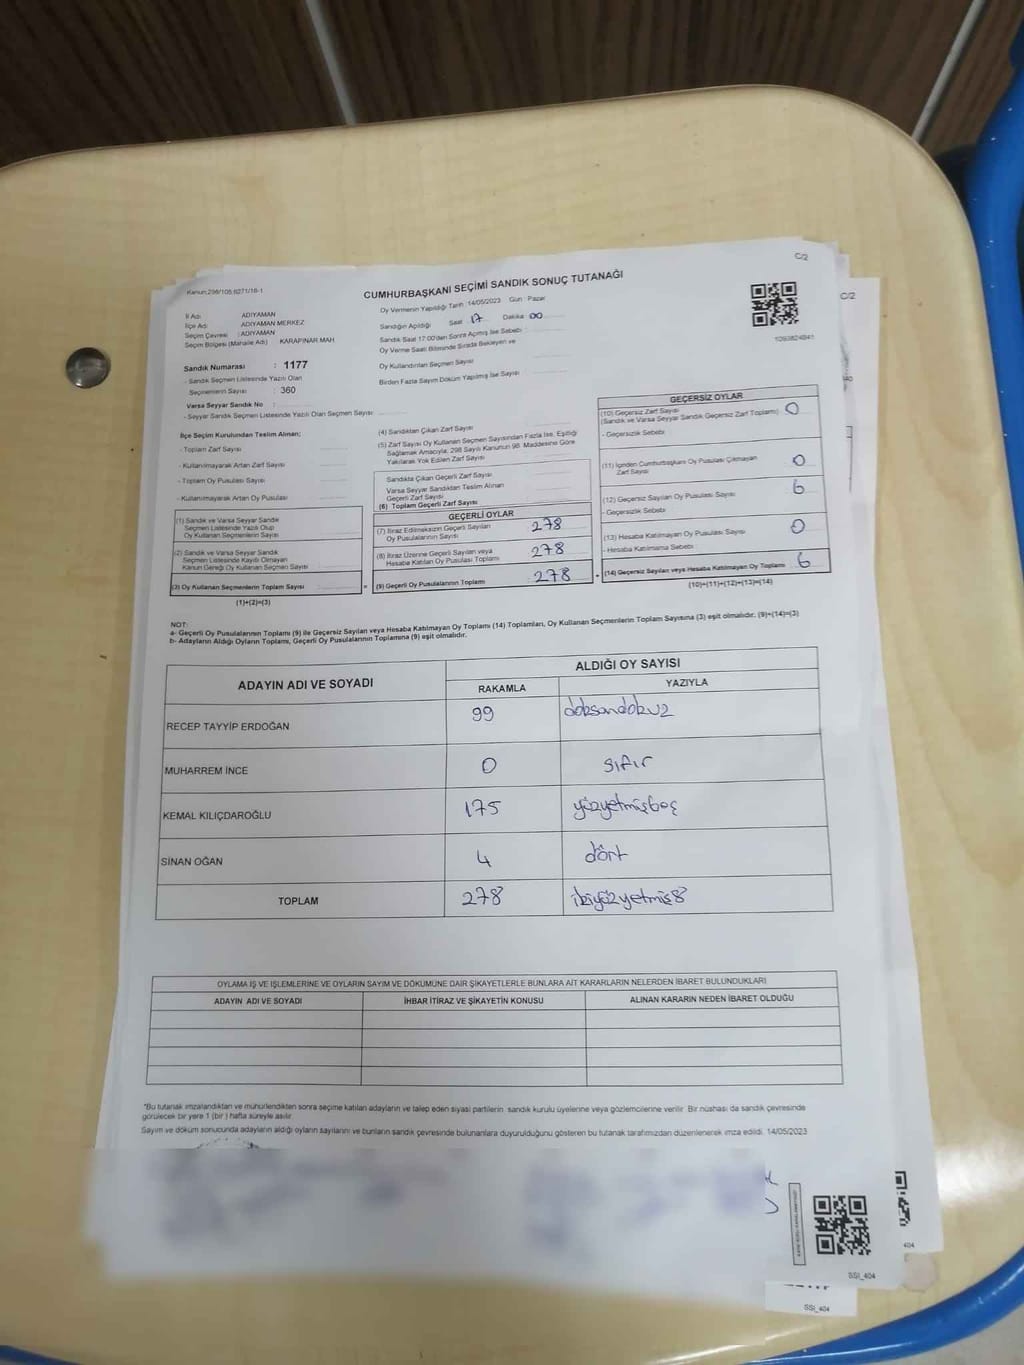 C/2
Kanun:298/105.6271/16-1
CUMHURBAŞKANI SEÇİMİ SANDIK SONUÇ TUTANAĞI
C/2
İl Adı : ADIYAMAN
İlçe Adı : ADIYAMAN MERKEZ
Seçim Çevresi : ADIYAMAN
Seçim Bölgesi (Mahalle Adı) KARAPINAR MAH.
Oy Vermenin Yapıldığı Tarih : 14/05/2023 Gün : Pazar
Sandığın Açıldığı Saat 17 Dakika 00
Sandık Saat 17:00'den Sonra Açılmış İse Sebebi :
Oy Verme Saati Bitiminde Sırada Bekleyen ve
Oy Kullandırılan Seçmen Sayısı
Birden Fazla Sayım Döküm Yapılmış İse Sayısı
1093824841
Sandık Numarası : 1177
- Sandık Seçmen Listesinde Yazılı Olan
Seçmenlerin Sayısı : 360
Varsa Seyyar Sandık No :
- Seyyar Sandık Seçmen Listesinde Yazılı Olan Seçmen Sayısı
İlçe Seçim Kurulundan Teslim Alınan;
- Toplam Zarf Sayısı
- Kullanılmayarak Artan Zarf Sayısı
- Toplam Oy Pusulası Sayısı
- Kullanılmayarak Artan Oy Pusulası
(1) Sandık ve Varsa Seyyar Sandık
Seçmen Listesinde Yazılı Olup
Oy Kullanan Seçmenlerin Sayısı
(2) Sandık ve Varsa Seyyar Sandık
Seçmen Listesinde Kayıtlı Olmayan
Kanun Gereği Oy Kullanan Seçmen Sayısı
(3) Oy Kullanan Seçmenlerin Toplam Sayısı
(1)+(2)=(3)
(4) Sandıktan Çıkan Zarf Sayısı
(5) Zarf Sayısı Oy Kullanan Seçmen Sayısından Fazla İse, Eşitliği
Sağlamak Amacıyla, 298 Sayılı Kanunun 98. Maddesine Göre
Yakılarak Yok Edilen Zarf Sayısı
Sandıkta Çıkan Geçerli Zarf Sayısı
Varsa Seyyar Sandıktan Teslim Alınan
Geçerli Zarf Sayısı
(6) Toplam Geçerli Zarf Sayısı
GEÇERLİ OYLAR
(7) İtiraz Edilmeksizin Geçerli Sayılan
Oy Pusulalarının Sayısı 278
(8) İtiraz Üzerine Geçerli Sayılan veya
Hesaba Katılan Oy Pusulası Toplamı 278
= (9) Geçerli Oy Pusulalarının Toplamı 278
GEÇERSİZ OYLAR
(10) Geçersiz Zarf Sayısı
(Sandık ve Varsa Seyyar Sandık Geçersiz Zarf Toplamı) 0
- Geçersizlik Sebebi
(11) İçinden Cumhurbaşkanı Oy Pusulası Çıkmayan
Zarf Sayısı 0
(12) Geçersiz Sayılan Oy Pusulası Sayısı 6
- Geçersizlik Sebebi
(13) Hesaba Katılmayan Oy Pusulası Sayısı 0
- Hesaba Katılmama Sebebi
+ (14) Geçersiz Sayılan veya Hesaba Katılmayan Oy Toplamı 6
(10)+(11)+(12)+(13)=(14)
NOT:
a- Geçerli Oy Pusulalarının Toplamı (9) ile Geçersiz Sayılan veya Hesaba Katılmayan Oy Toplamı (14) Toplamları, Oy Kullanan Seçmenlerin Toplam Sayısına (3) eşit olmalıdır. (9)+(14)=(3)
b- Adayların Aldığı Oyların Toplamı, Geçerli Oy Pusulalarının Toplamına (9) eşit olmalıdır.
ADAYIN ADI VE SOYADI
ALDIĞI OY SAYISI
RAKAMLA YAZIYLA
RECEP TAYYİP ERDOĞAN 99 doksandokuz
MUHARREM İNCE 0 sıfır
KEMAL KILIÇDAROĞLU 175 yüzyetmişbeş
SİNAN OĞAN 4 dört
TOPLAM 278 ikiyüzyetmiş8
OYLAMA İŞ VE İŞLEMLERİNE VE OYLARIN SAYIM VE DÖKÜMÜNE DAİR ŞİKAYETLERLE BUNLARA AİT KARARLARIN NELERDEN İBARET BULUNDUKLARI
ADAYIN ADI VE SOYADI İHBAR İTİRAZ VE ŞİKAYETİN KONUSU ALINAN KARARIN NEDEN İBARET OLDUĞU
"Bu tutanak imzalandıktan ve mühürlendikten sonra seçime katılan adayların ve talep eden siyasi partilerin sandık kurulu üyelerine veya gözlemcilerine verilir. Bir nüshası da sandık çevresinde
görülecek bir yere 1 (bir) hafta süreyle asılır.
Sayım ve döküm sonucunda adayların aldığı oyların sayılarını ve bunların sandık çevresinde bulunanlara duyurulduğunu gösteren bu tutanak tarafımızdan düzenlenerek imza edildi. 14/05/2023
404
SSI_404
SSI_404